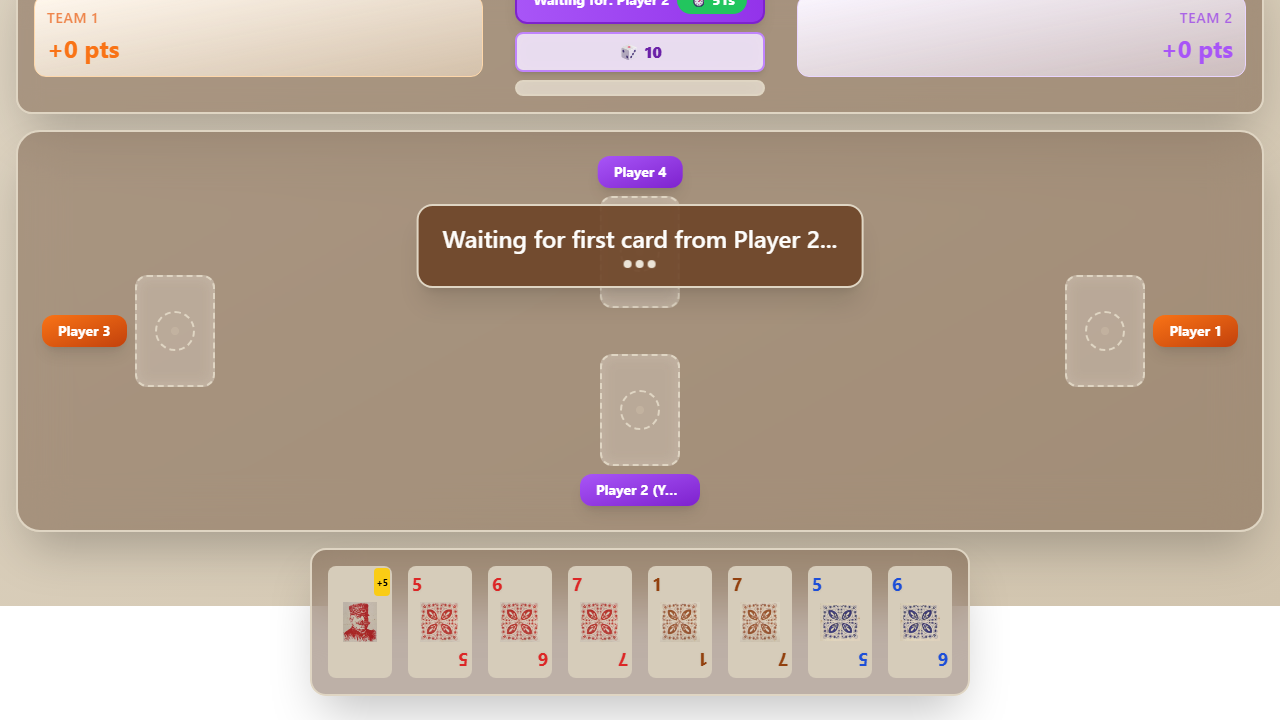 TEAM 1
+0 pts
Waiting for: Player 2
51s
10
TEAM 2
+0 pts
Player 4
Waiting for first card from Player 2...
Player 3
Player 1
Player 2 (Y...
+5
5
5
6
6
7
7
1
1
7
7
5
5
6
6